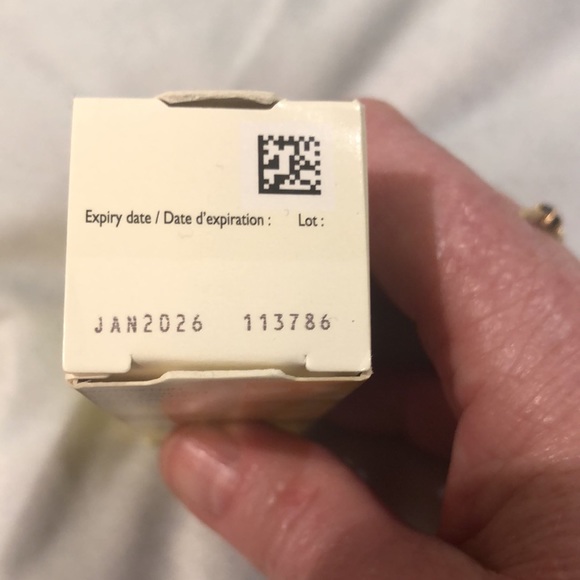 Expiry date / Date d'expiration : Lot :
JAN2026 113786